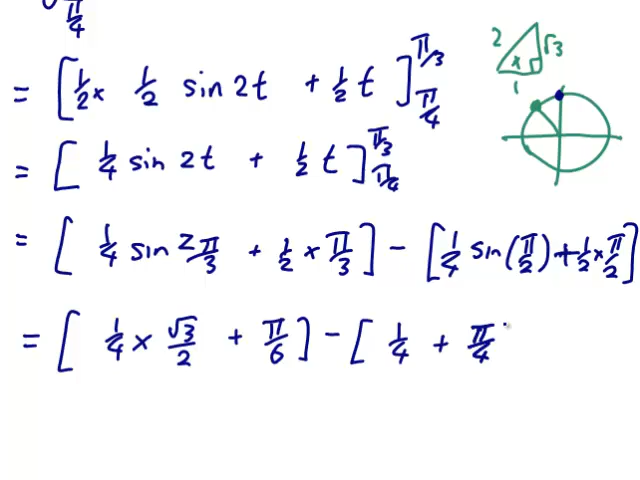 π/4
2 √3 x 1
= [1/2 × 1/2 sin 2t + 1/2 t]^{π/3}_{π/4}
= [1/4 sin 2t + 1/2 t]^{π/3}_{π/4}
= [1/4 sin 2π/3 + 1/2 × π/3] − [1/4 sin(π/2) + 1/2 × π/2]
= [1/4 × √3/2 + π/6] − [1/4 + π/4